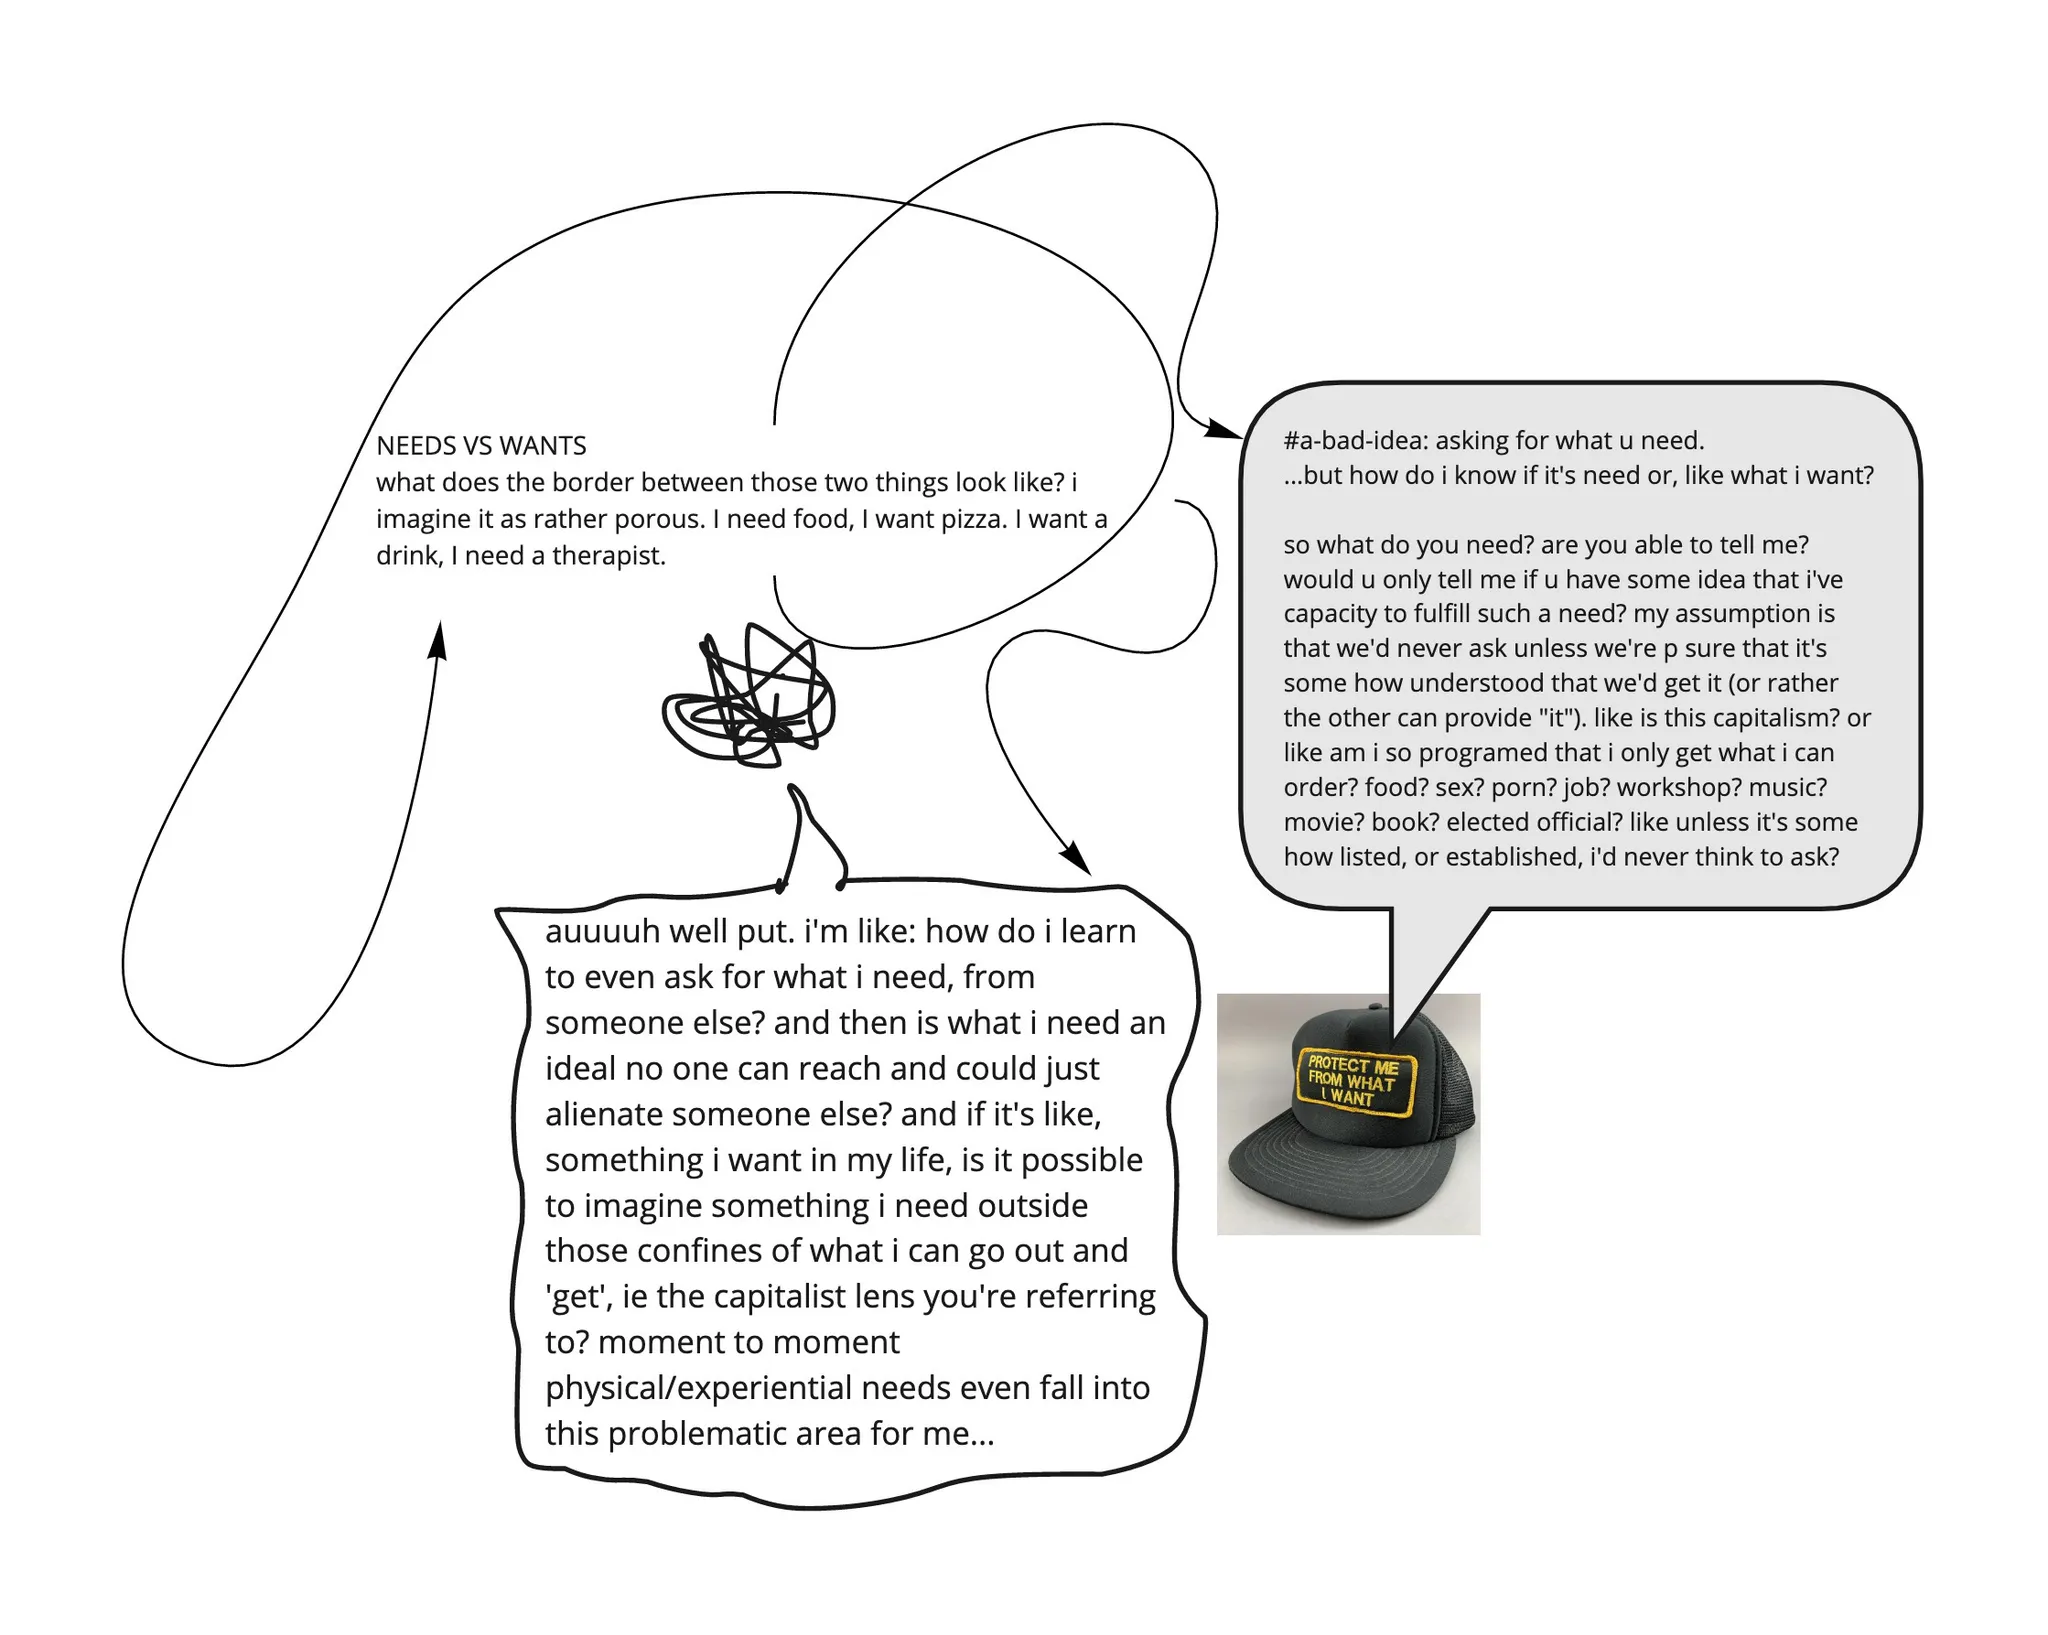 NEEDS VS WANTS
what does the border between those two things look like? i
imagine it as rather porous. I need food, I want pizza. I want a
drink, I need a therapist.
#a-bad-idea: asking for what u need.
...but how do i know if it's need or, like what i want?
so what do you need? are you able to tell me?
would u only tell me if u have some idea that i've
capacity to fulfill such a need? my assumption is
that we'd never ask unless we're p sure that it's
some how understood that we'd get it (or rather
the other can provide "it"). like is this capitalism? or
like am i so programed that i only get what i can
order? food? sex? porn? job? workshop? music?
movie? book? elected official? like unless it's some
how listed, or established, i'd never think to ask?
auuuuh well put. i'm like: how do i learn
to even ask for what i need, from
someone else? and then is what i need an
ideal no one can reach and could just
alienate someone else? and if it's like,
something i want in my life, is it possible
to imagine something i need outside
those confines of what i can go out and
'get', ie the capitalist lens you're referring
to? moment to moment
physical/experiential needs even fall into
this problematic area for me...
PROTECT ME
FROM WHAT
I WANT